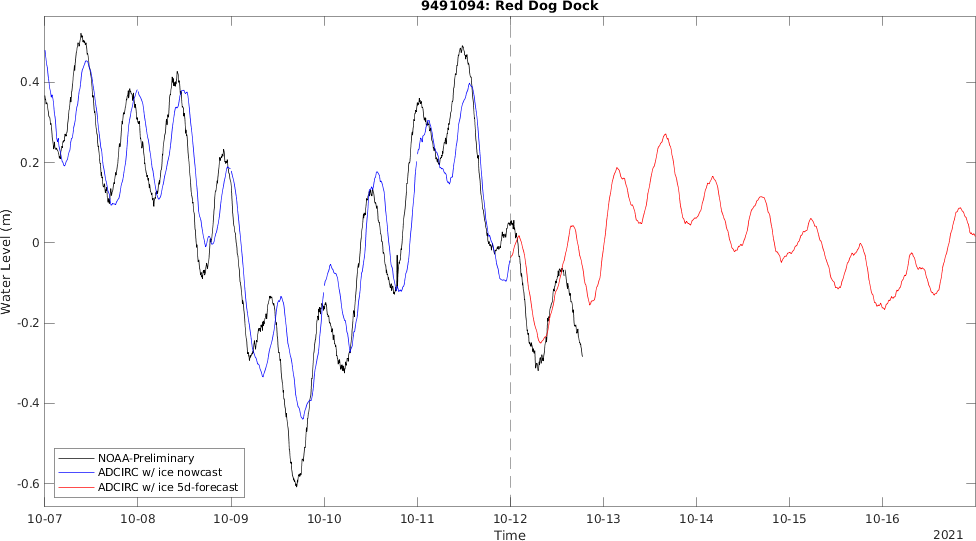 9491094: Red Dog Dock
Water Level (m)
0.4
0.2
0
-0.2
-0.4
-0.6
NOAA-Preliminary
ADCIRC w/ ice nowcast
ADCIRC w/ ice 5d-forecast
10-07 10-08 10-09 10-10 10-11 10-12 10-13 10-14 10-15 10-16
Time
2021